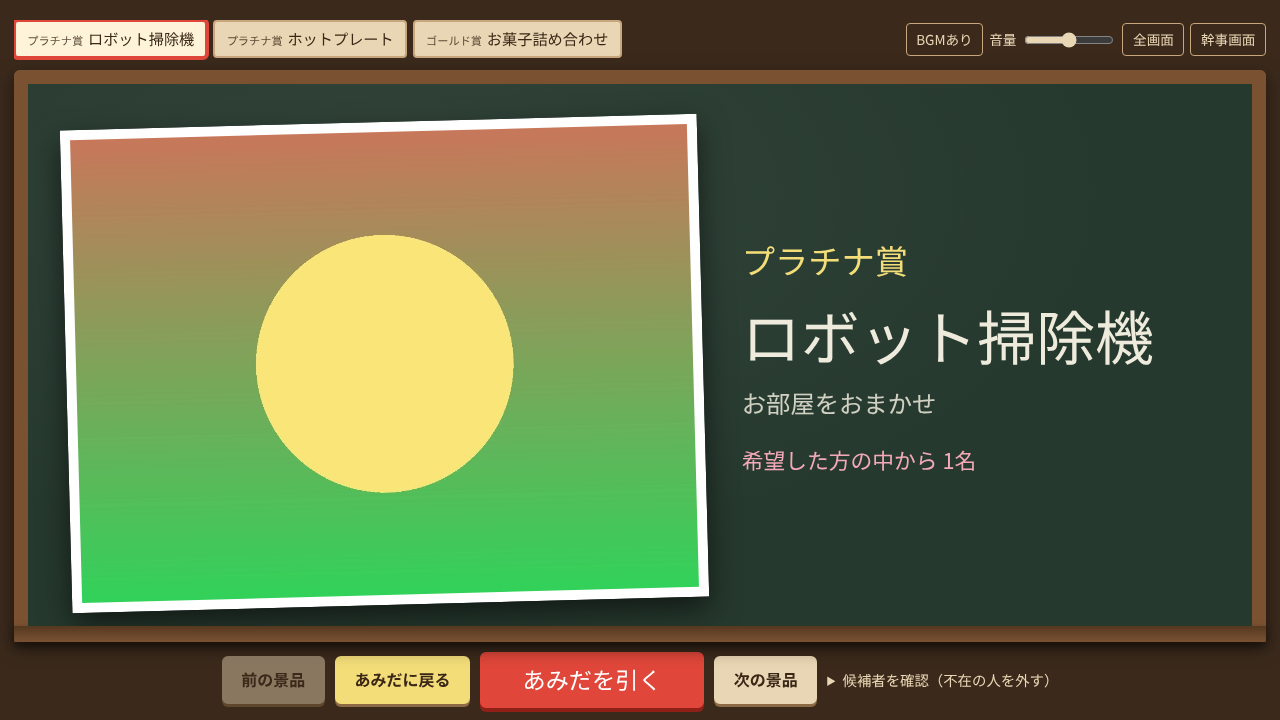 プラチナ賞 ロボット掃除機
プラチナ賞 ホットプレート
ゴールド賞 お菓子詰め合わせ
BGMあり
音量
全画面
幹事画面
プラチナ賞
ロボット掃除機
お部屋をおまかせ
希望した方の中から 1名
前の景品
あみだに戻る
あみだを引く
次の景品
▶ 候補者を確認（不在の人を外す）